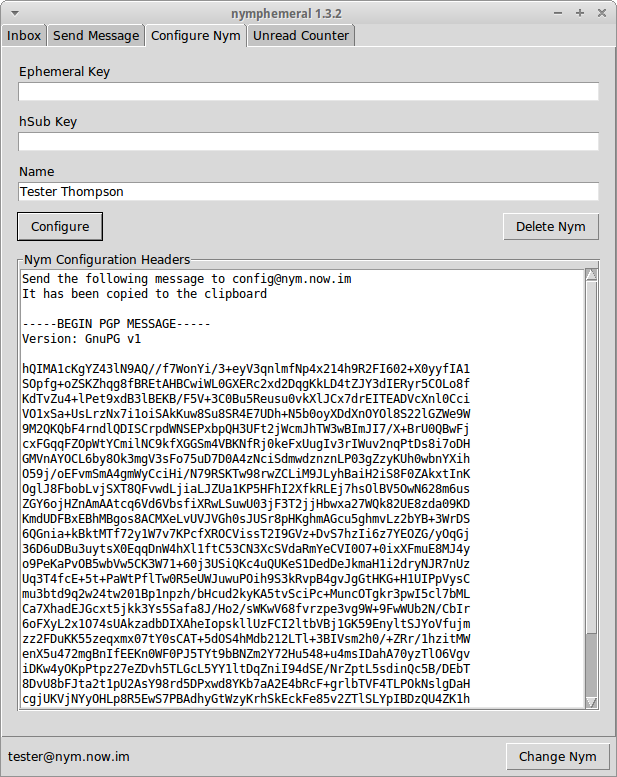 nymphemeral 1.3.2
Inbox Send Message Configure Nym Unread Counter
Ephemeral Key
hSub Key
Name
Tester Thompson
Configure Delete Nym
Nym Configuration Headers
Send the following message to config@nym.now.im
It has been copied to the clipboard
-----BEGIN PGP MESSAGE-----
Version: GnuPG v1
hQIMA1cKgYZ43lN9AQ//f7WonYi/3+eyV3qnlmfNp4x214h9R2FI602+X0yyfIA1
SOpfg+oZSKZhqg8fBREtAHBCwiWL0GXERc2xd2DqgKkLD4tZJY3dIERyr5COLo8f
KdTvZu4+lPet9xdB3lBEKB/F5V+3C0Bu5Reusu0vkXlJCx7drEITEADVcXnl0Cci
VO1xSa+UsLrzNx7i1oiSAkKuw8Su8SR4E7UDh+N5b0oyXDdXnOYOl8S22lGZWe9W
9M2QKQbF4rndlQDISCrpdWNSEPxbpQH3UFt2jWcmJhTW3wBImJI7/X+BrU0QBwFj
cxFGqqFZOpWtYCmilNC9kfXGGSm4VBKNfRj0keFxUugIv3rIWuv2nqPtDs8i7oDH
GMVnAYOCL6by8Ok3mgV3sFo75uD7D0A4zNciSdmwdznznLP03gZzyKUh0wbnYXih
O59j/oEFvmSmA4gmWyCciHi/N79RSKTw98rwZCLiM9JLyhBaiH2iS8F0ZAkxtInK
OglJ8FbobLvjSXT8QFvwdLjiaLJZUa1KP5HFhI2XfkRLEj7hsOlBV5OwN628m6us
ZGY6ojHZnAmAAtcq6Vd6VbsfiXRwLSuwU03jF3T2jjHbwxa27WQk82UE8zda09KD
KmdUDFBxEBhMBgos8ACMXeLvUVJVGh0sJUSr8pHKghmAGcu5ghmvLz2bYB+3WrDS
6QGnia+kBktMTf72y1W7v7KPcfXROCVissT2I9GVz+DvS7hzIi6z7YEOZG/yOqGj
36D6uDBu3uytsX0EqqDnW4hXl1ftC53CN3XcSVdaRmYeCVI0O7+0ixXFmuE8MJ4y
o9PeKaPvOB5wbVw5CK3W71+60j3USiQKc4uQUKeS1DedDeJkmaH1i2dryNJR7nUz
Uq3T4fcE+5t+PaWtPflTw0R5eUWJuwuPOih9S3kRvpB4gvJgGtHKG+H1UIPpVysC
mu3btd9q2w24tw201Bp1npzh/bHcud2kyKA5tvSciPc+MuncOTgkr3pwI5cl7bML
Ca7XhadEJGcxt5jkk3Ys5Safa8J/Ho2/sWKwV68fvrzpe3vg9W+9FwWUb2N/CbIr
6oFXyL2x1O74sUAkzadbDIXAheIopskllUzFCI2ltbVBj1GK59EnyltSJYoVfujm
zz2FDuKK55zeqxmx07tY0sCAT+5dOS4hMdb212LTl+3BIVsm2h0/+ZRr/1hzitMW
enX5u472mgBnIfEEKn0WF0PJ5TYt9bBNZm2Y72Hu548+u4msIDahA70yzTlO6Vgv
iDKw4yOKpPtpz27eZDvh5TLGcL5YY1ltDqZniI94dSE/NrZptL5sdinQc5B/DEbT
8DvU8bFJta2t1pU2AsY98rd5DPxwd8YKb7aA2E4bRcF+grlbTVF4TLPOkNslgDaH
cgjUKVjNYyOHLp8R5EwS7PBAdhyGtWzyKrhSkEckFe85v2ZTlSLYpIBDzQU4ZK1h
tester@nym.now.im Change Nym